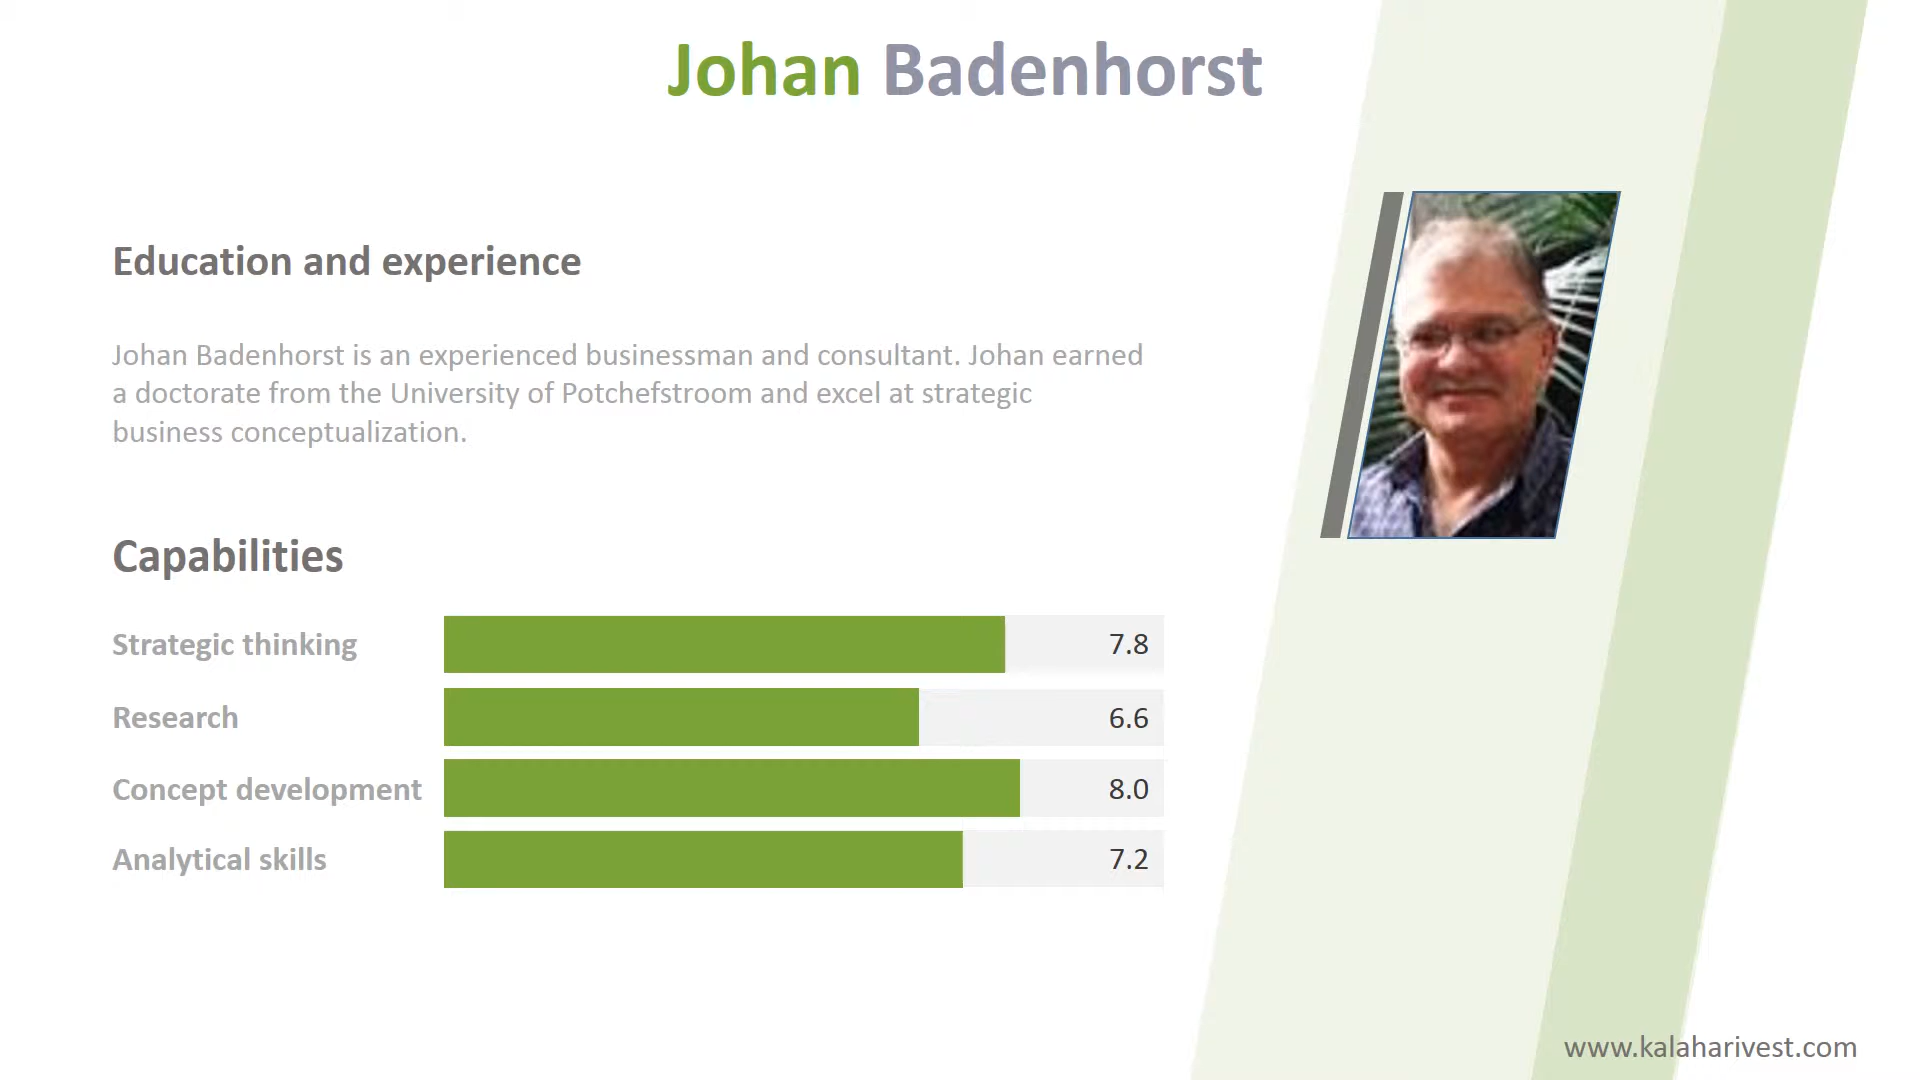 Johan Badenhorst
Education and experience
Johan Badenhorst is an experienced businessman and consultant. Johan earned
a doctorate from the University of Potchefstroom and excel at strategic
business conceptualization.
Capabilities
Strategic thinking 7.8
Research 6.6
Concept development 8.0
Analytical skills 7.2
www.kalaharivest.com